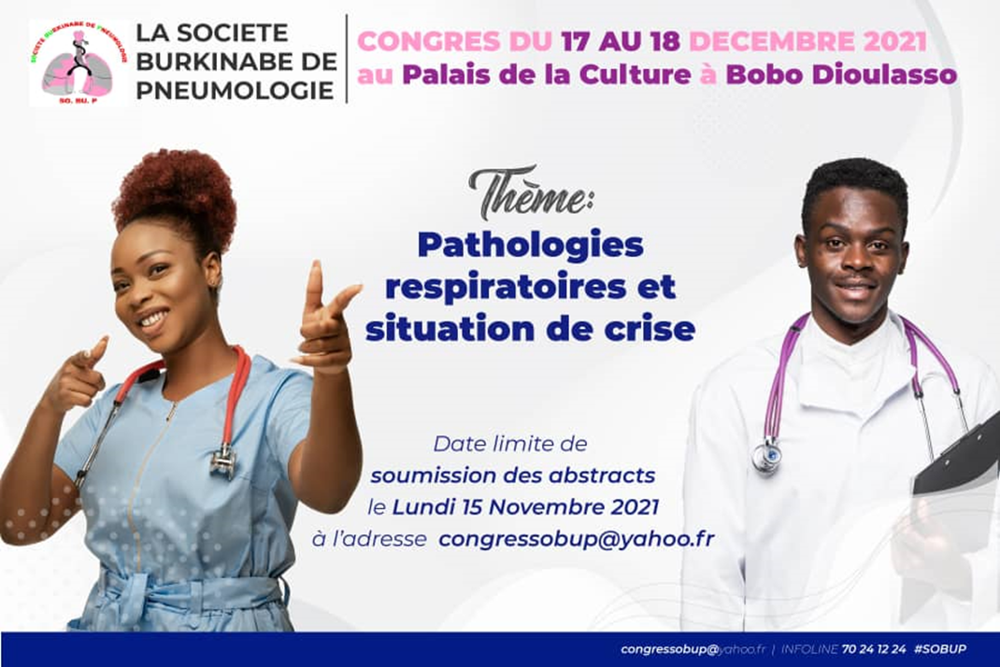 SOCIETE BURKINABE DE PNEUMOLOGIE
SO. BU. P
LA SOCIETE
BURKINABE DE
PNEUMOLOGIE
CONGRES DU 17 AU 18 DECEMBRE 2021
au Palais de la Culture à Bobo Dioulasso
Thème:
Pathologies
respiratoires et
situation de crise
Date limite de
soumission des abstracts
le Lundi 15 Novembre 2021
à l'adresse congressobup@yahoo.fr
congressobup@yahoo.fr | INFOLINE 70 24 12 24 #SOBUP